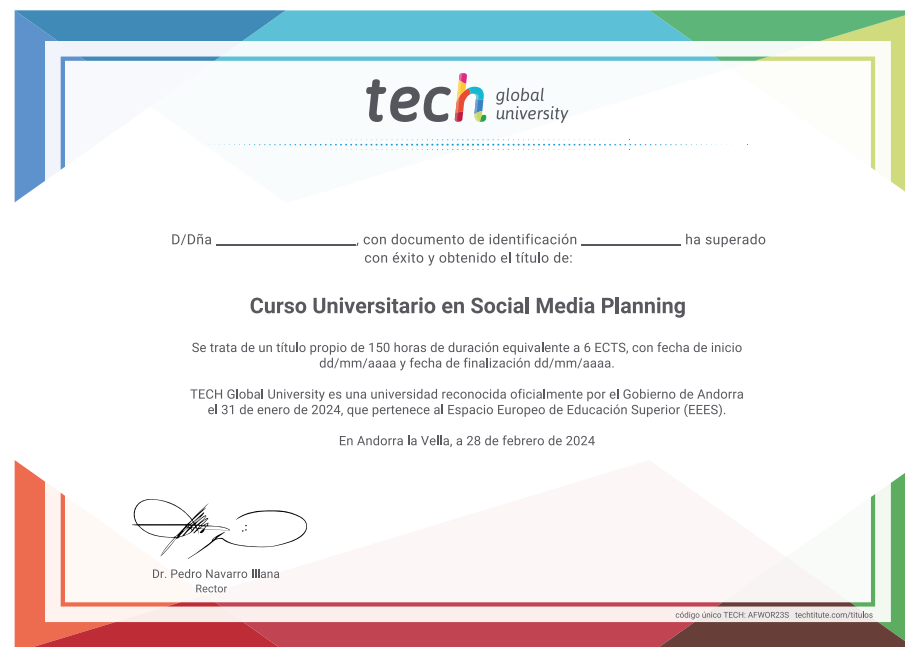 tech global university
D/Dña ____________________, con documento de identificación ______________ ha superado
con éxito y obtenido el título de:
Curso Universitario en Social Media Planning
Se trata de un título propio de 150 horas de duración equivalente a 6 ECTS, con fecha de inicio
dd/mm/aaaa y fecha de finalización dd/mm/aaaa.
TECH Global University es una universidad reconocida oficialmente por el Gobierno de Andorra
el 31 de enero de 2024, que pertenece al Espacio Europeo de Educación Superior (EEES).
En Andorra la Vella, a 28 de febrero de 2024
Dr. Pedro Navarro Illana
Rector
código único TECH: AFWOR23S techtitute.com/titulos